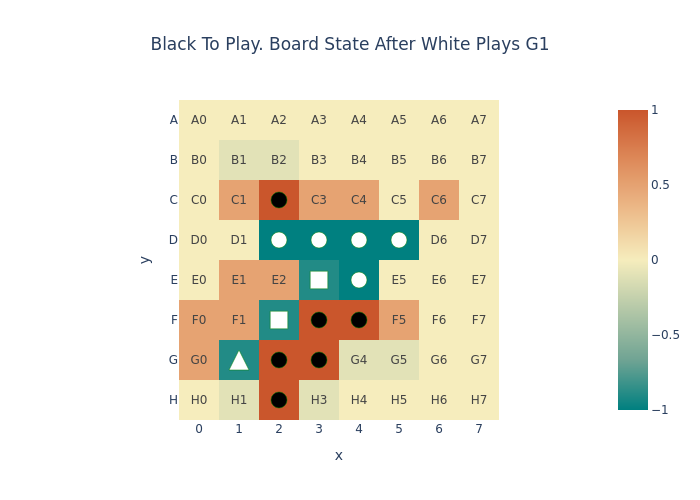 Black To Play. Board State After White Plays G1
A A0 A1 A2 A3 A4 A5 A6 A7
B B0 B1 B2 B3 B4 B5 B6 B7
C C0 C1 C3 C4 C5 C6 C7
D D0 D1 D6 D7
E E0 E1 E2 E5 E6 E7
F F0 F1 F5 F6 F7
G G0 G4 G5 G6 G7
H H0 H1 H3 H4 H5 H6 H7
0 1 2 3 4 5 6 7
x
y
1
0.5
0
−0.5
−1